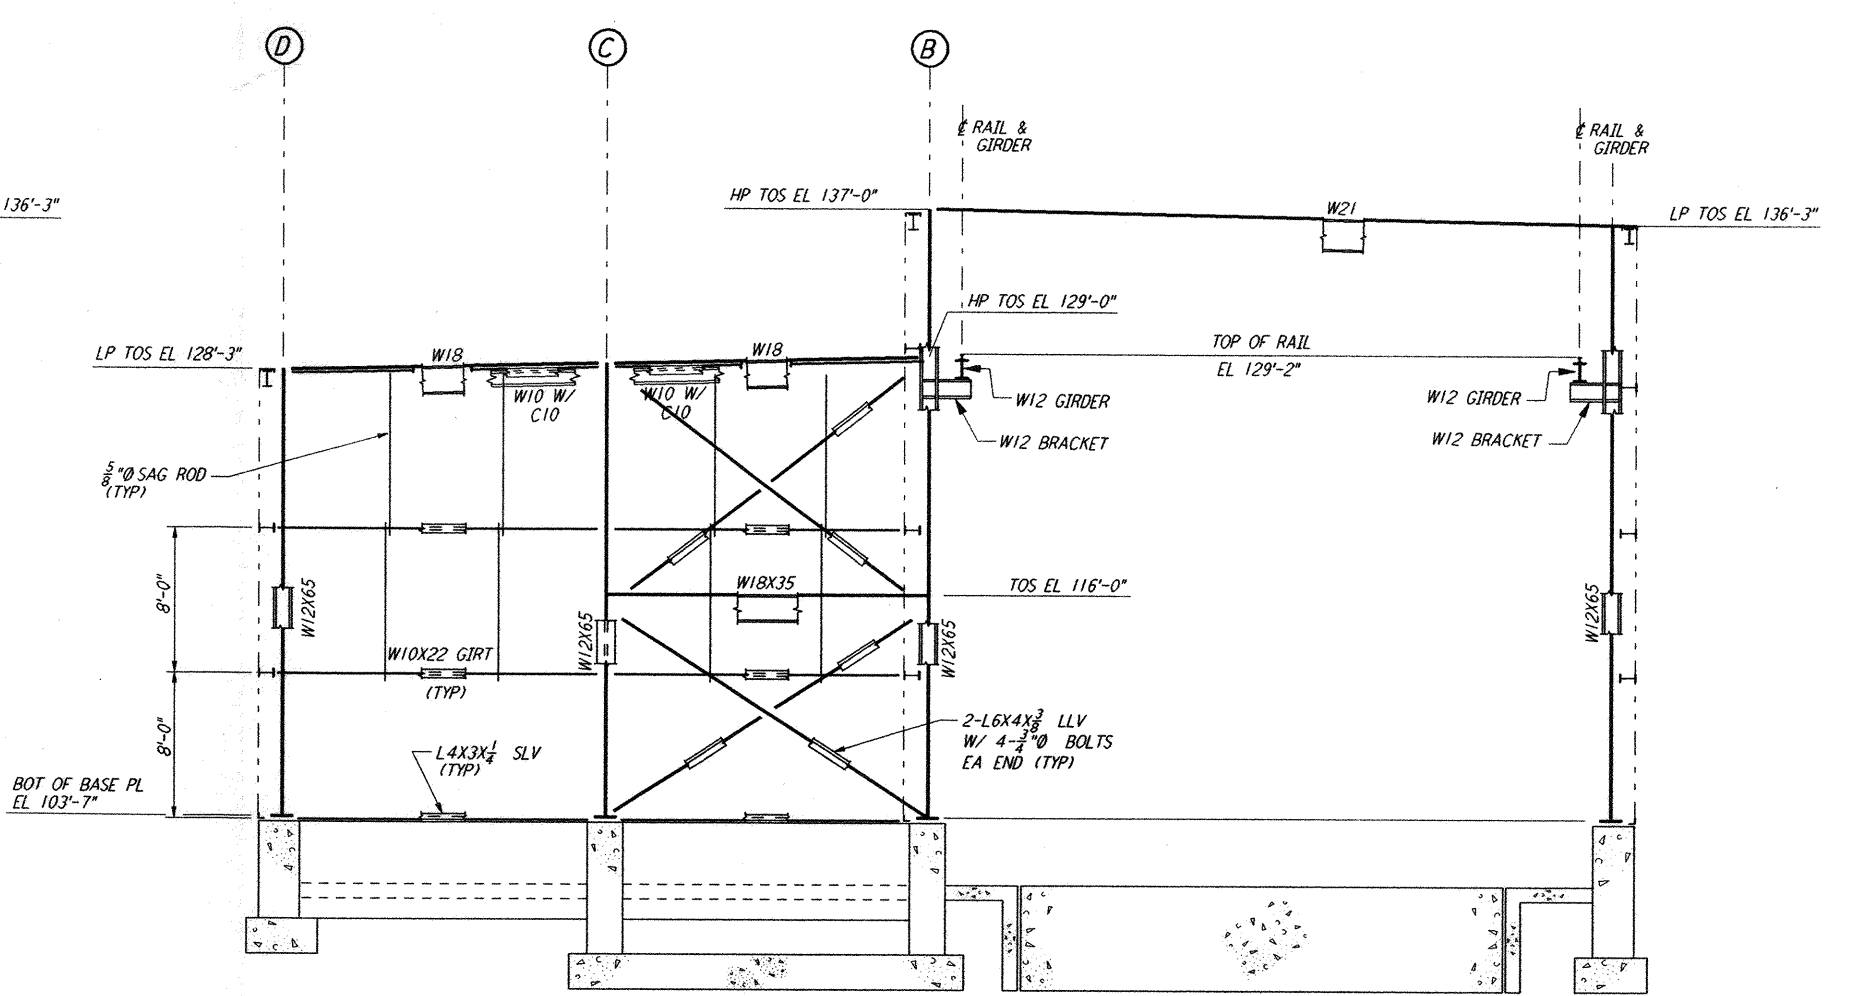 D
C
B
℄ RAIL &
GIRDER
℄ RAIL &
GIRDER
136'-3"
HP TOS EL 137'-0"
W21
LP TOS EL 136'-3"
HP TOS EL 129'-0"
LP TOS EL 128'-3"
W18
W18
TOP OF RAIL
EL 129'-2"
W10 W/
C10
W10 W/
C10
W12 GIRDER
W12 GIRDER
W12 BRACKET
W12 BRACKET
5/8"Ø SAG ROD
(TYP)
8'-0"
W12X65
W18X35
TOS EL 116'-0"
W12X65
W12X65
W12X65
W10X22 GIRT
(TYP)
8'-0"
L4X3X1/4 SLV
(TYP)
2-L6X4X3/8 LLV
W/ 4-3/4"Ø BOLTS
EA END (TYP)
BOT OF BASE PL
EL 103'-7"